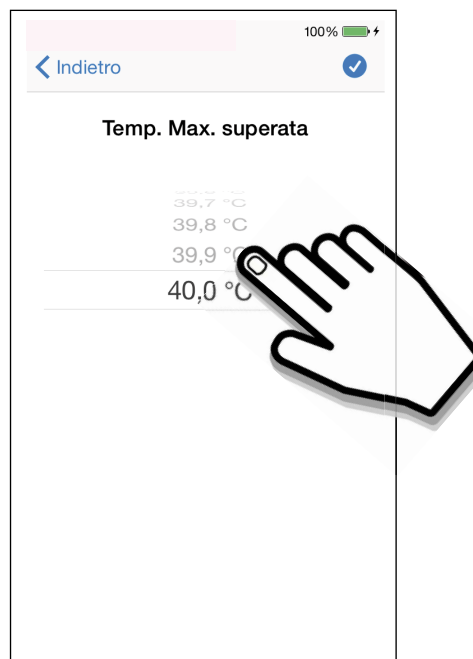 100%
Indietro
Temp. Max. superata
39,7 °C
39,8 °C
39,9 °C
40,0 °C